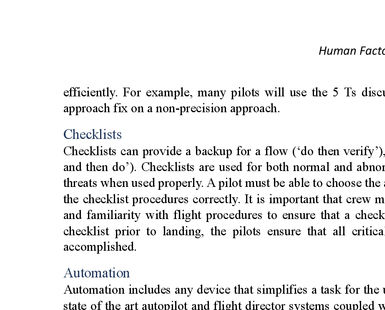 Human Facto
efficiently. For example, many pilots will use the 5 Ts discu
approach fix on a non-precision approach.
Checklists
Checklists can provide a backup for a flow (‘do then verify’),
and then do’). Checklists are used for both normal and abnor
threats when used properly. A pilot must be able to choose the a
the checklist procedures correctly. It is important that crew m
and familiarity with flight procedures to ensure that a check
checklist prior to landing, the pilots ensure that all critica
accomplished.
Automation
Automation includes any device that simplifies a task for the u
state of the art autopilot and flight director systems coupled w